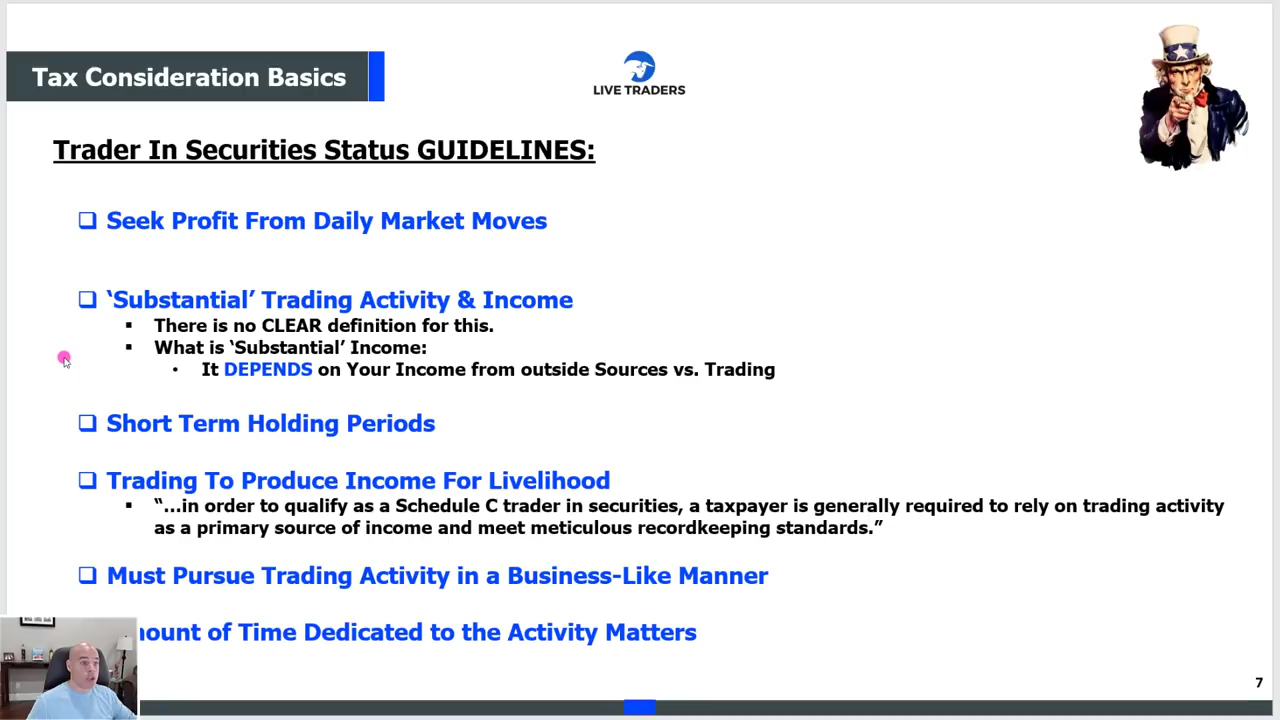 Tax Consideration Basics
LIVE TRADERS
Trader In Securities Status GUIDELINES:
Seek Profit From Daily Market Moves
‘Substantial’ Trading Activity & Income
There is no CLEAR definition for this.
What is ‘Substantial’ Income:
It DEPENDS on Your Income from outside Sources vs. Trading
Short Term Holding Periods
Trading To Produce Income For Livelihood
“...in order to qualify as a Schedule C trader in securities, a taxpayer is generally required to rely on trading activity
as a primary source of income and meet meticulous recordkeeping standards.”
Must Pursue Trading Activity in a Business-Like Manner
of Time Dedicated to the Activity Matters
7